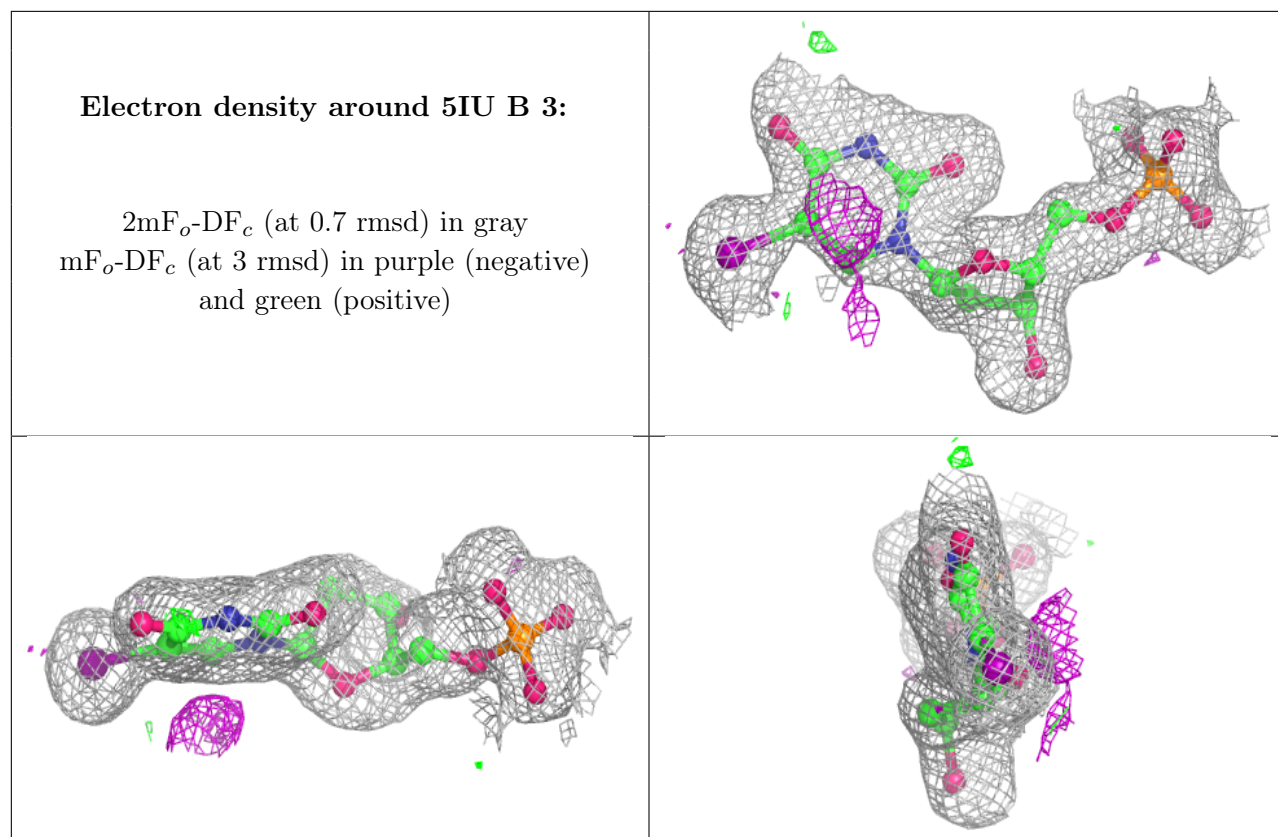 Electron density around 5IU B 3:
2mFₒ-DF𝑐 (at 0.7 rmsd) in gray
mFₒ-DF𝑐 (at 3 rmsd) in purple (negative)
and green (positive)